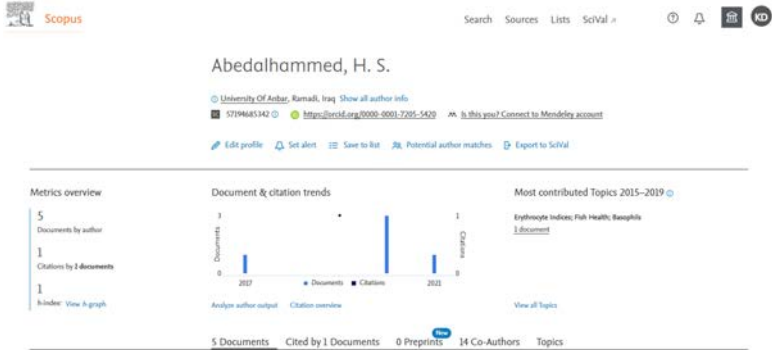 Scopus
Search Sources Lists SciVal
KD
Abedalhammed, H. S.
University Of Anbar, Ramadi, Iraq Show all author info
57194685342 https://orcid.org/0000-0001-7205-5420 Is this you? Connect to Mendeley account
Edit profile Set alert Save to list Potential author matches Export to SciVal
Metrics overview
5
Documents by author
1
Citations by 2 documents
1
h-index: View h-graph
Document & citation trends
Documents
3
0
2017
2021
1
0
Citations
Documents Citations
Analyze author output Citation overview
Most contributed Topics 2015–2019
Erythrocyte Indices; Fish Health; Basophils
1 document
View all Topics
New
5 Documents Cited by 1 Documents 0 Preprints 14 Co-Authors Topics